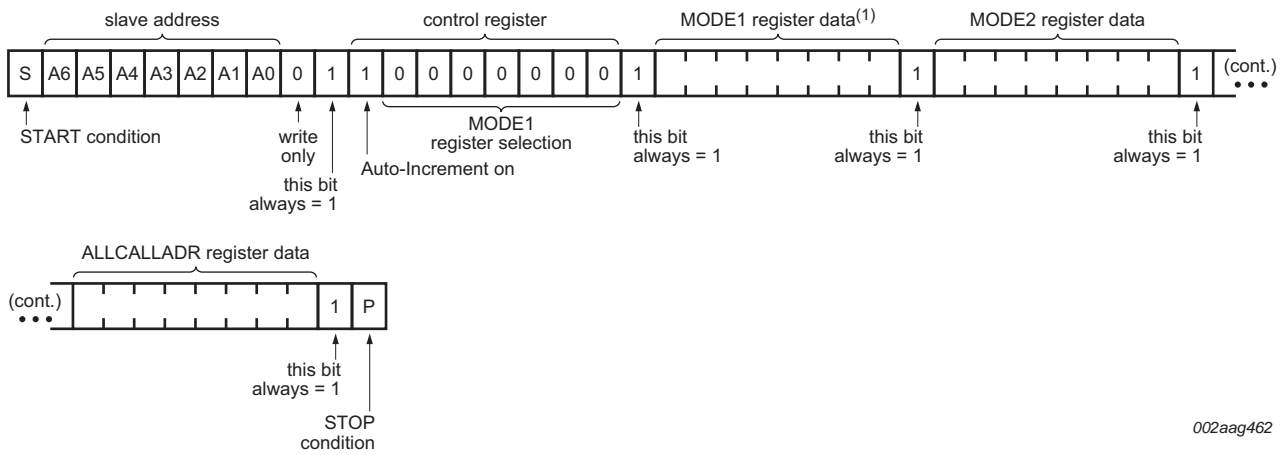 slave address control register MODE1 register data(1) MODE2 register data
S A6 A5 A4 A3 A2 A1 A0 0 1 1 0 0 0 0 0 0 0 1 1 1 (cont.)
START condition
write only
this bit always = 1
Auto-Increment on
MODE1 register selection
this bit always = 1
this bit always = 1
this bit always = 1
ALLCALLADR register data
(cont.) 1 P
this bit always = 1
STOP condition
002aag462